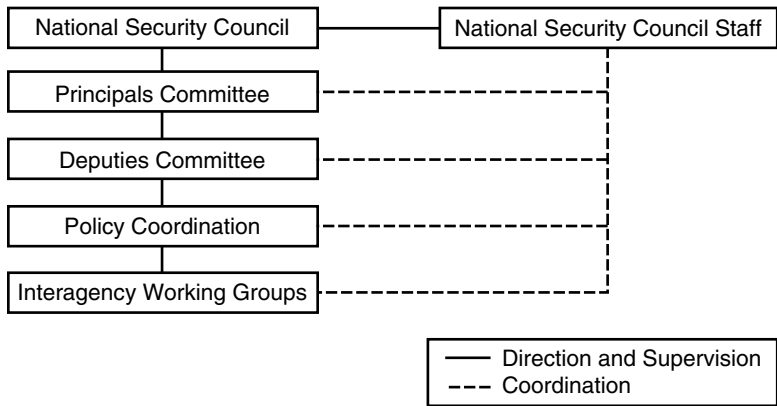 National Security Council
National Security Council Staff
Principals Committee
Deputies Committee
Policy Coordination
Interagency Working Groups
Direction and Supervision
Coordination